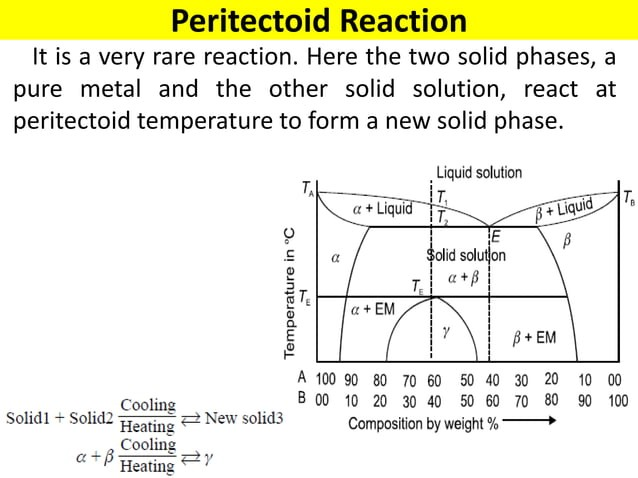 Peritectoid Reaction
It is a very rare reaction. Here the two solid phases, a
pure metal and the other solid solution, react at
peritectoid temperature to form a new solid phase.
Liquid solution
T_A
T_B
α + Liquid
T_1
T_2
β + Liquid
E
β
α
Solid solution
α + β
T_E
T_E
α + EM
γ
β + EM
Temperature in °C
A 100 90 80 70 60 50 40 30 20 10 00
B 00 10 20 30 40 50 60 70 80 90 100
Composition by weight %
Solid1 + Solid2 Cooling/Heating ⇄ New solid3
α + β Cooling/Heating ⇄ γ